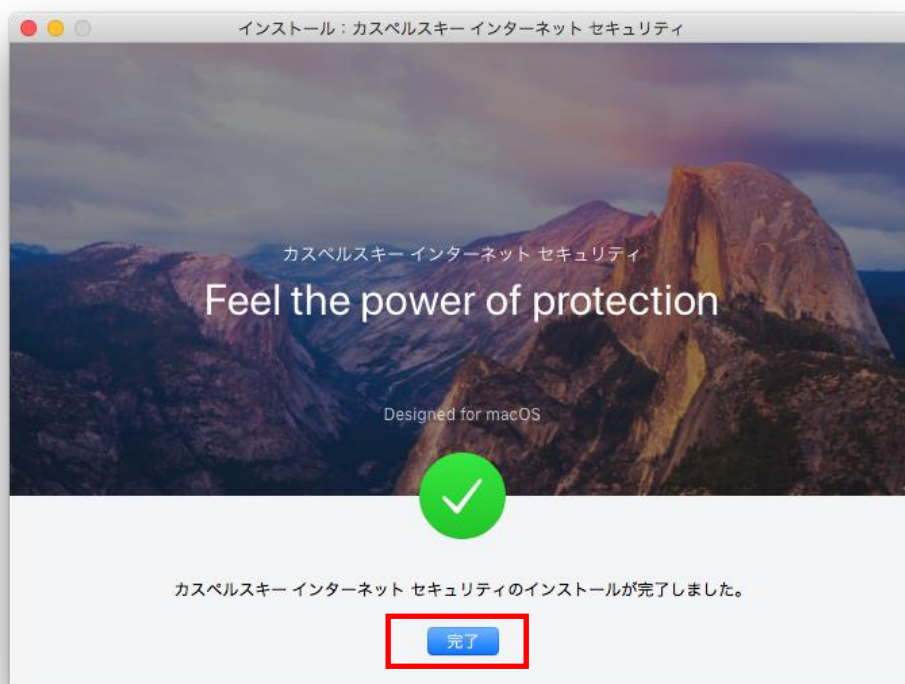 インストール：カスペルスキー インターネット セキュリティ
カスペルスキー インターネット セキュリティ
Feel the power of protection
Designed for macOS
カスペルスキー インターネット セキュリティのインストールが完了しました。
完了